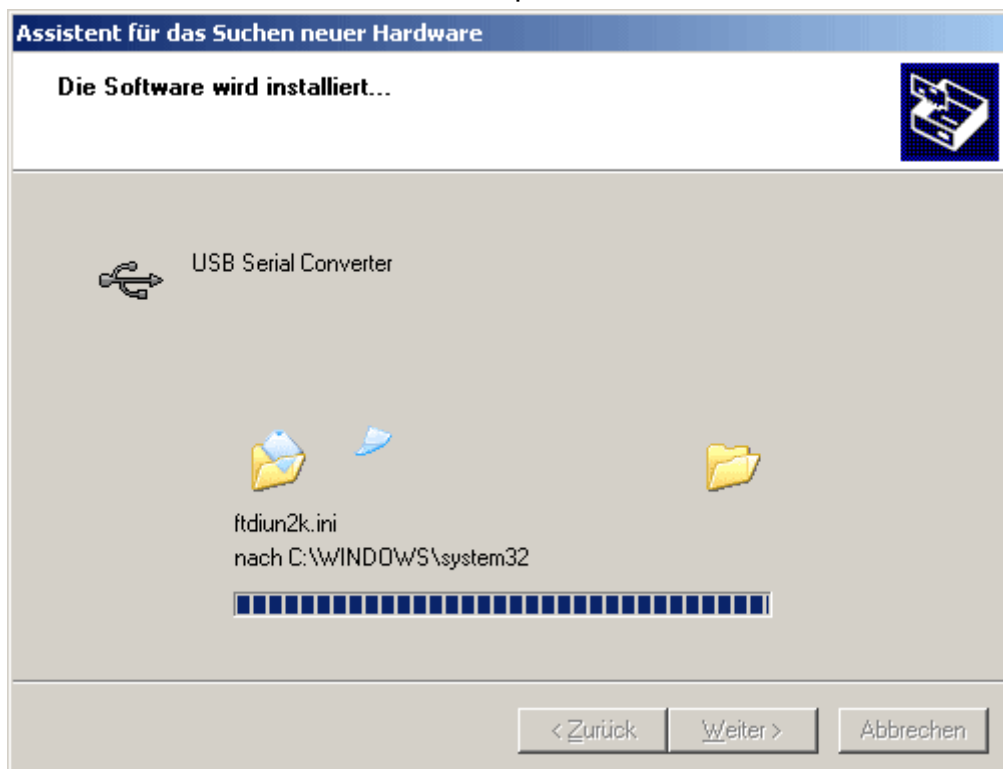 Assistent für das Suchen neuer Hardware
Die Software wird installiert...
USB Serial Converter
ftdiun2k.ini
nach C:\WINDOWS\system32
< Zurück Weiter > Abbrechen